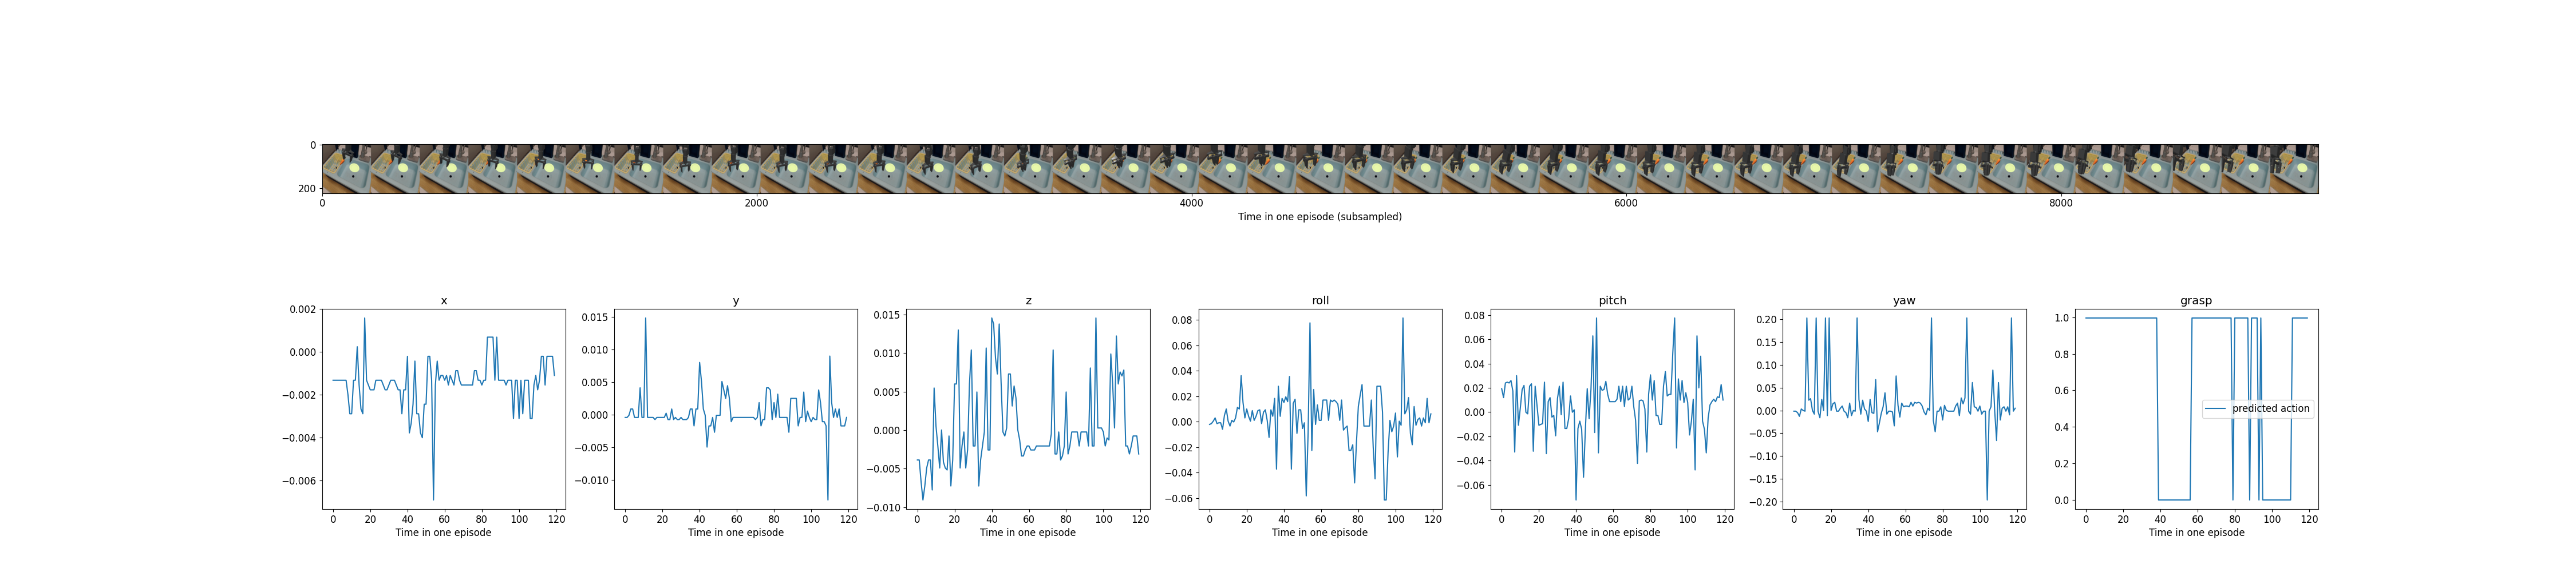 0
200
0 2000 4000 6000 8000
Time in one episode (subsampled)
x
0.002
0.000
−0.002
−0.004
−0.006
0 20 40 60 80 100 120
Time in one episode
y
0.015
0.010
0.005
0.000
−0.005
−0.010
0 20 40 60 80 100 120
Time in one episode
z
0.015
0.010
0.005
0.000
−0.005
−0.010
0 20 40 60 80 100 120
Time in one episode
roll
0.08
0.06
0.04
0.02
0.00
−0.02
−0.04
−0.06
0 20 40 60 80 100 120
Time in one episode
pitch
0.08
0.06
0.04
0.02
0.00
−0.02
−0.04
−0.06
0 20 40 60 80 100 120
Time in one episode
yaw
0.20
0.15
0.10
0.05
0.00
−0.05
−0.10
−0.15
−0.20
0 20 40 60 80 100 120
Time in one episode
grasp
1.0
0.8
0.6
0.4
0.2
0.0
predicted action
0 20 40 60 80 100 120
Time in one episode